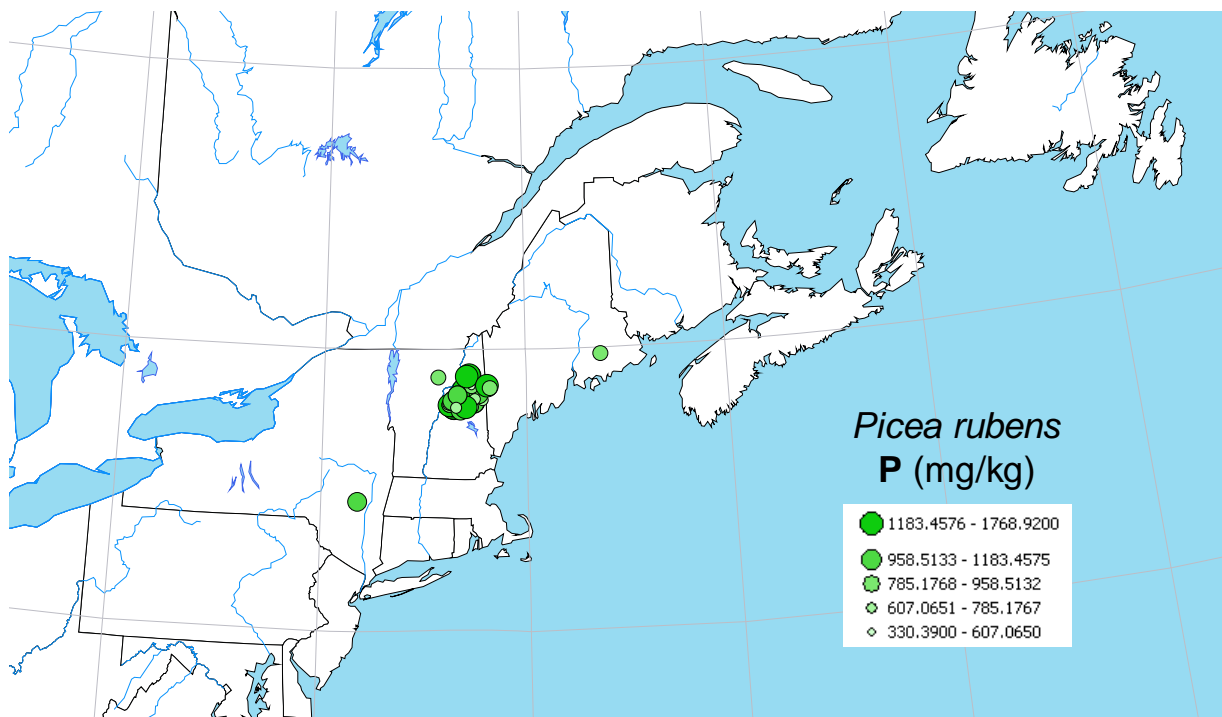 Picea rubens
P (mg/kg)
1183.4576 - 1768.9200
958.5133 - 1183.4575
785.1768 - 958.5132
607.0651 - 785.1767
330.3900 - 607.0650